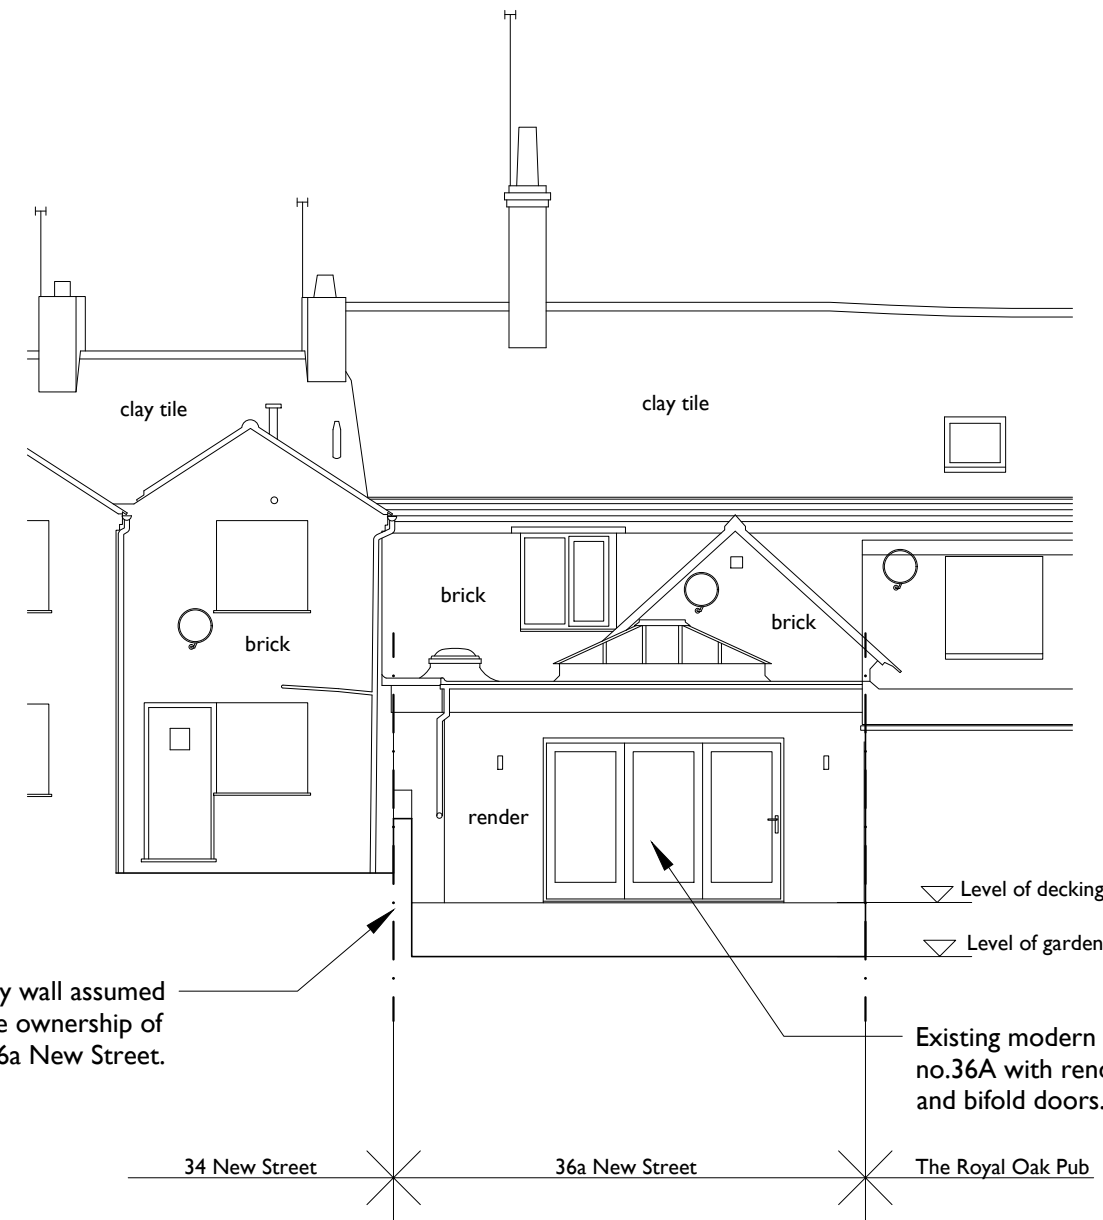 clay tile
clay tile
brick
brick
brick
render
Level of decking
Level of garden
wall assumed
ownership of
New Street.
Existing modern
no.36A with
and bifold doors.
34 New Street
36a New Street
The Royal Oak Pub